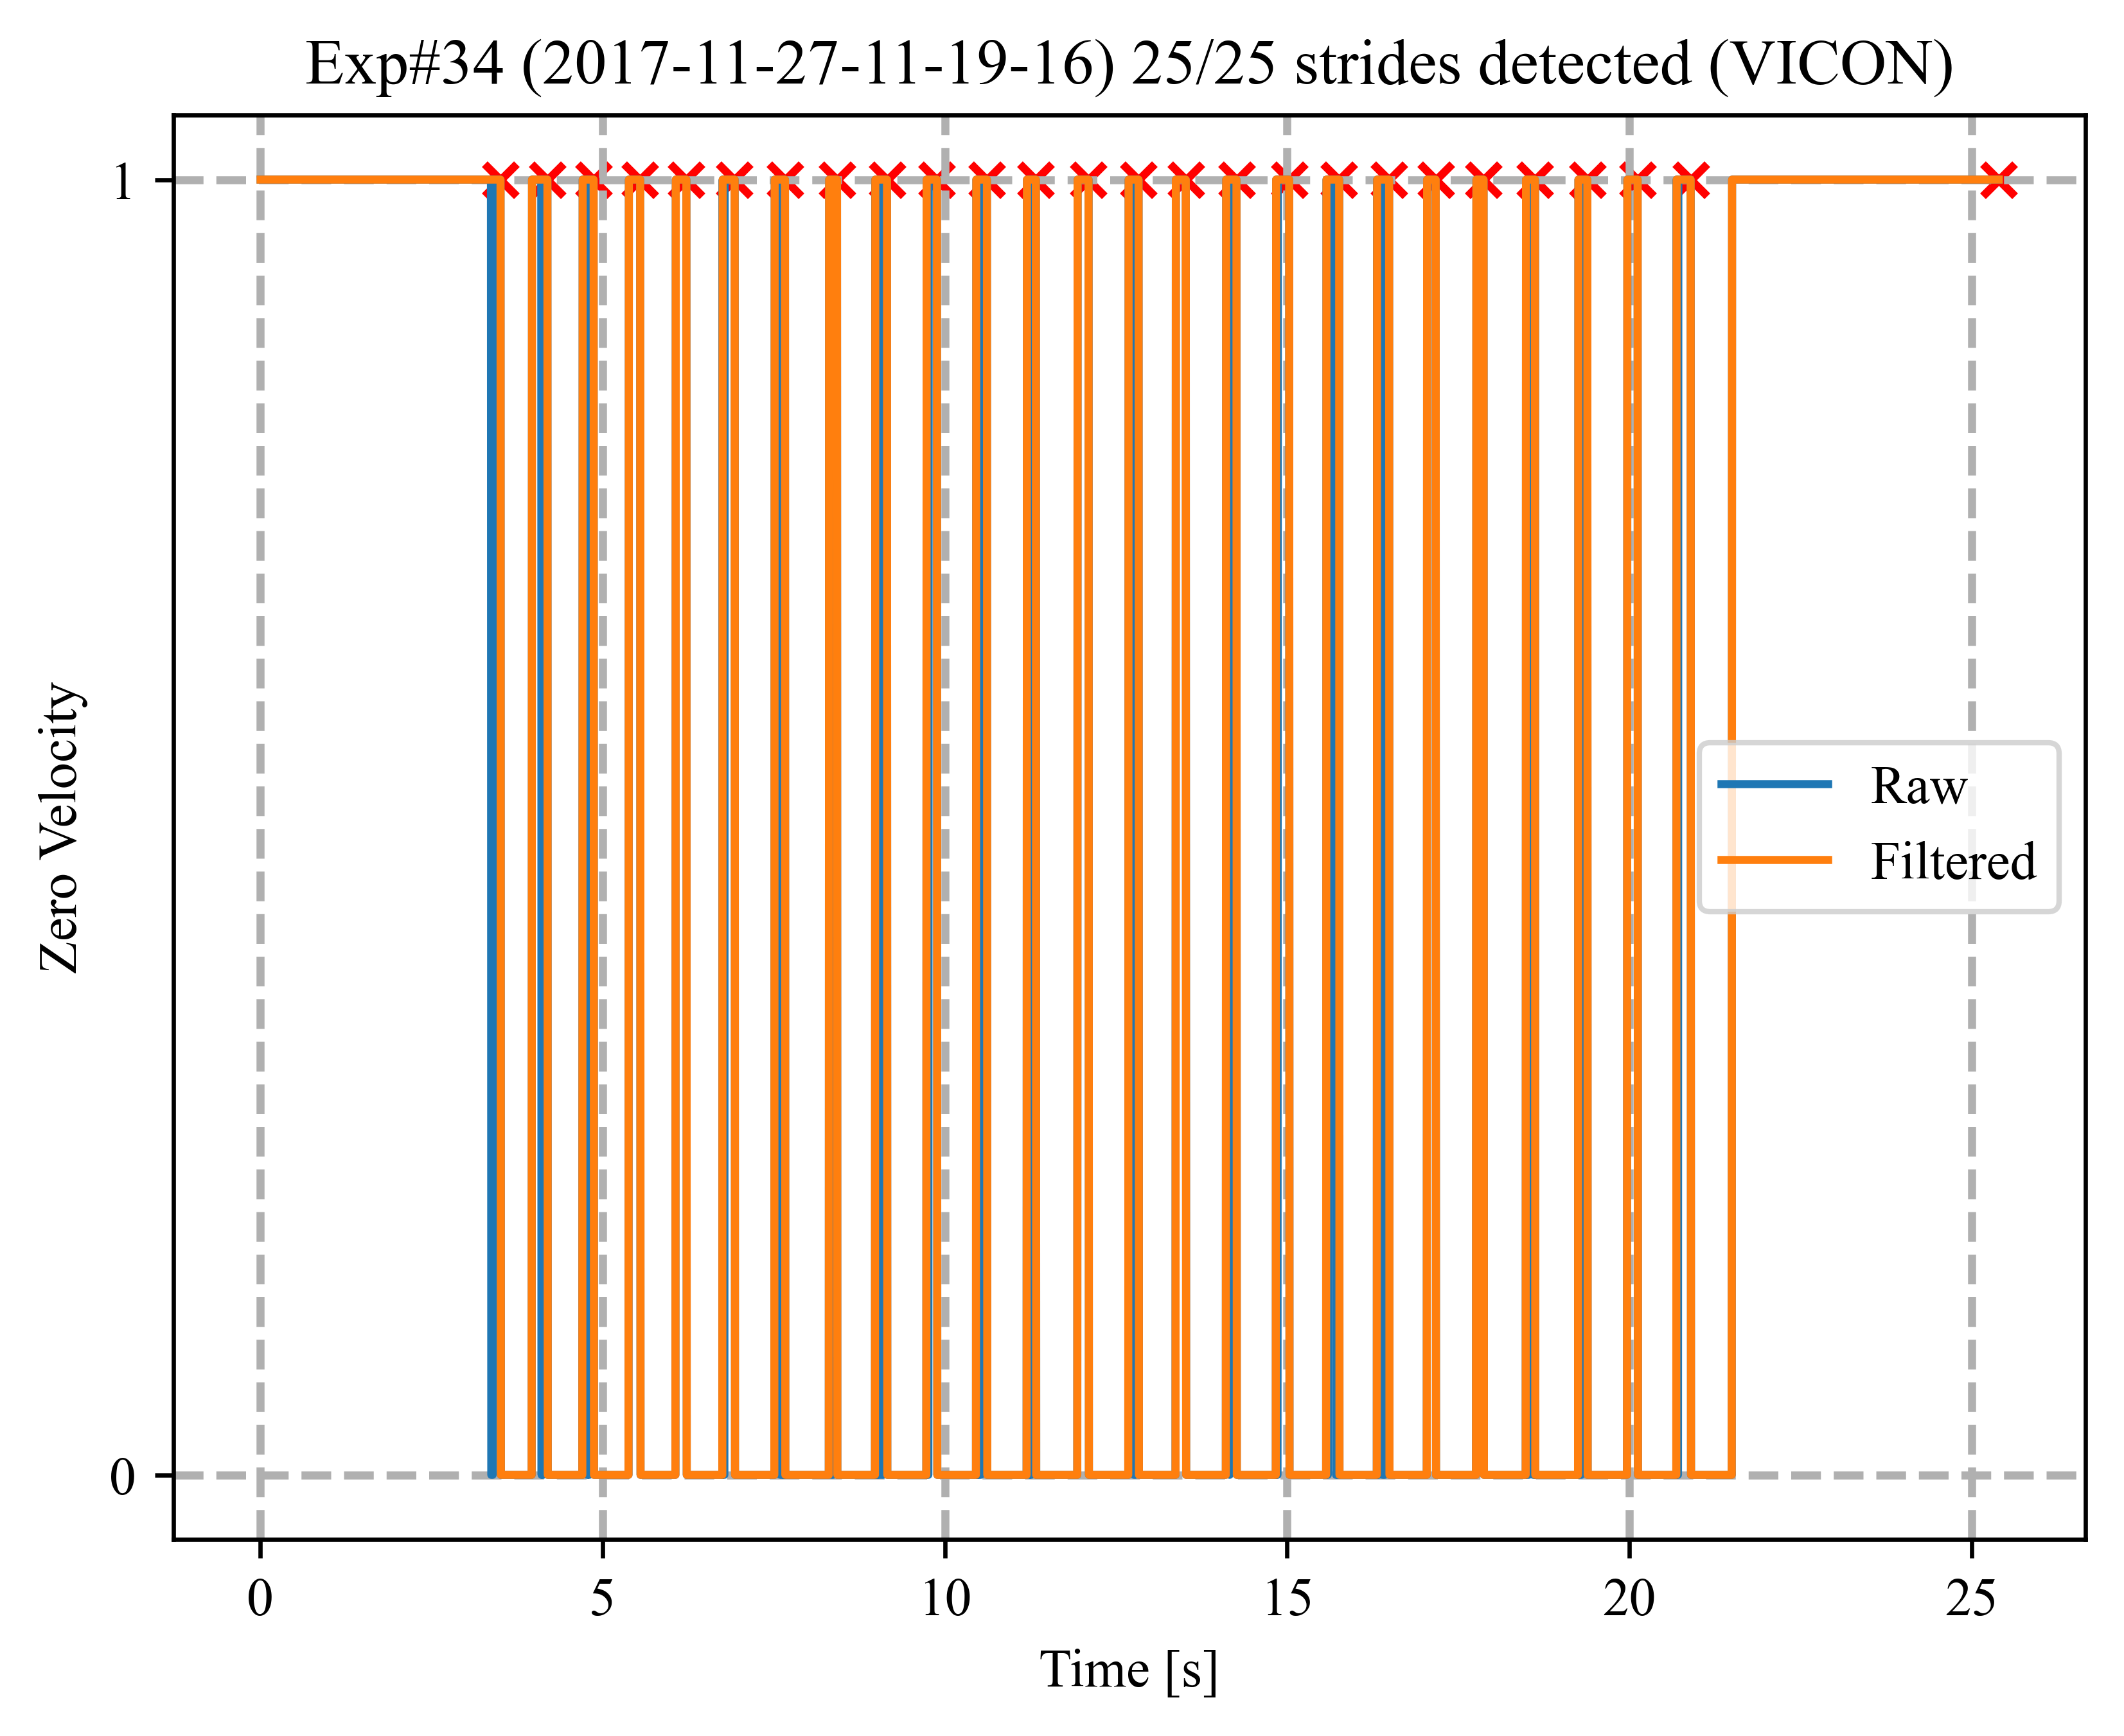 Exp#34 (2017-11-27-11-19-16) 25/25 strides detected (VICON)
1
Zero Velocity
Raw
Filtered
0
0 5 10 15 20 25
Time [s]